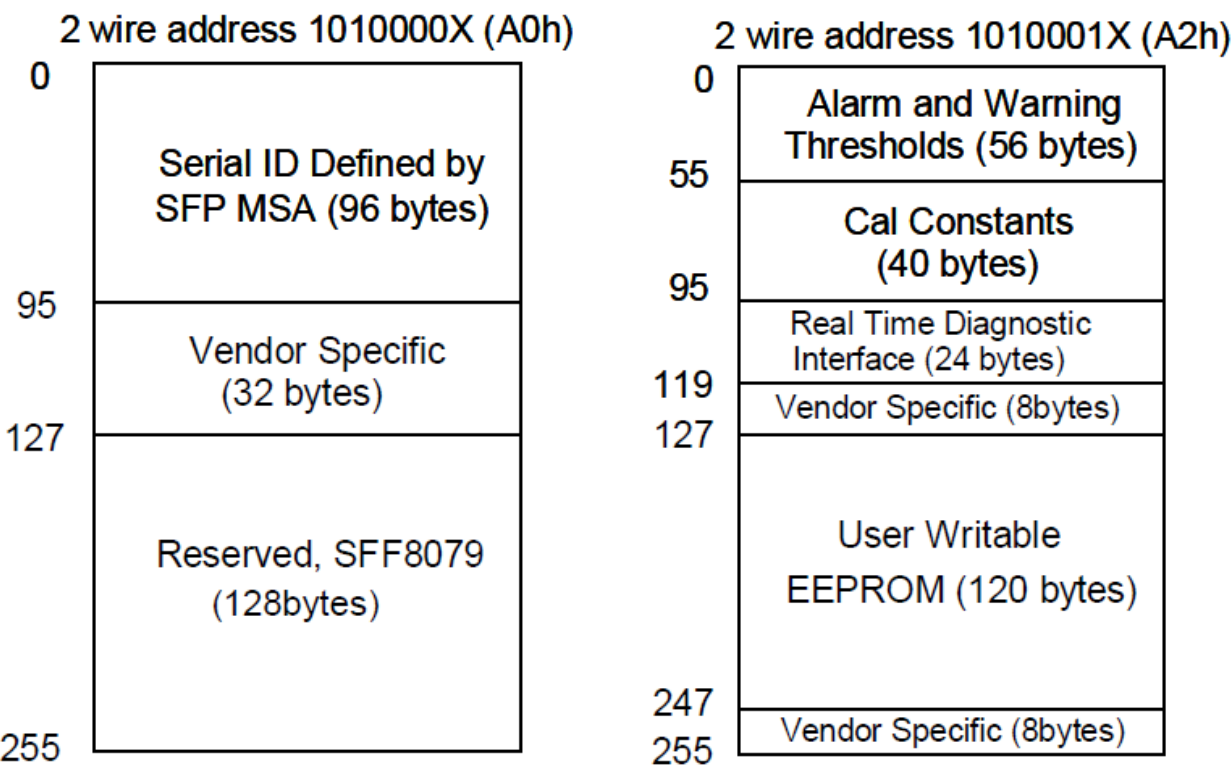 2 wire address 1010000X (A0h)
0
Serial ID Defined by
SFP MSA (96 bytes)
95
Vendor Specific
(32 bytes)
127
Reserved, SFF8079
(128bytes)
255
2 wire address 1010001X (A2h)
0
Alarm and Warning
Thresholds (56 bytes)
55
Cal Constants
(40 bytes)
95
Real Time Diagnostic
Interface (24 bytes)
119
Vendor Specific (8bytes)
127
User Writable
EEPROM (120 bytes)
247
Vendor Specific (8bytes)
255